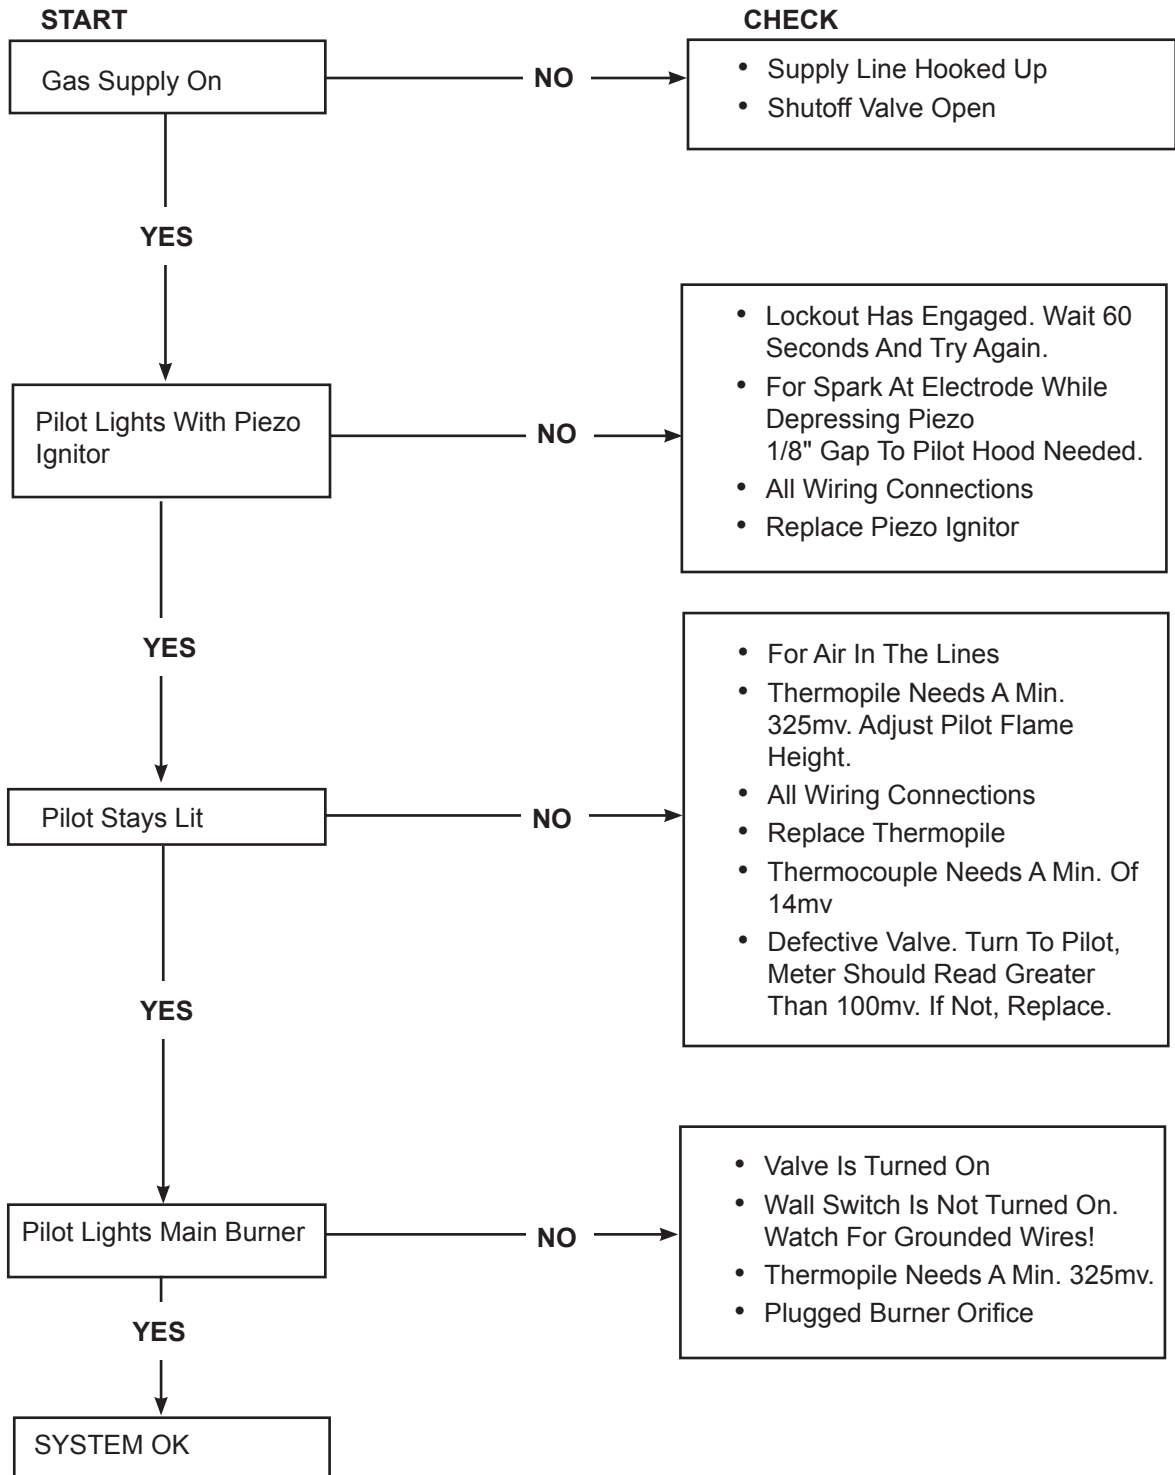 START
CHECK
Gas Supply On
NO
• Supply Line Hooked Up
• Shutoff Valve Open
YES
Pilot Lights With Piezo
Ignitor
NO
• Lockout Has Engaged. Wait 60
Seconds And Try Again.
• For Spark At Electrode While
Depressing Piezo
1/8" Gap To Pilot Hood Needed.
• All Wiring Connections
• Replace Piezo Ignitor
YES
Pilot Stays Lit
NO
• For Air In The Lines
• Thermopile Needs A Min.
325mv. Adjust Pilot Flame
Height.
• All Wiring Connections
• Replace Thermopile
• Thermocouple Needs A Min. Of
14mv
• Defective Valve. Turn To Pilot,
Meter Should Read Greater
Than 100mv. If Not, Replace.
YES
Pilot Lights Main Burner
NO
• Valve Is Turned On
• Wall Switch Is Not Turned On.
Watch For Grounded Wires!
• Thermopile Needs A Min. 325mv.
• Plugged Burner Orifice
YES
SYSTEM OK